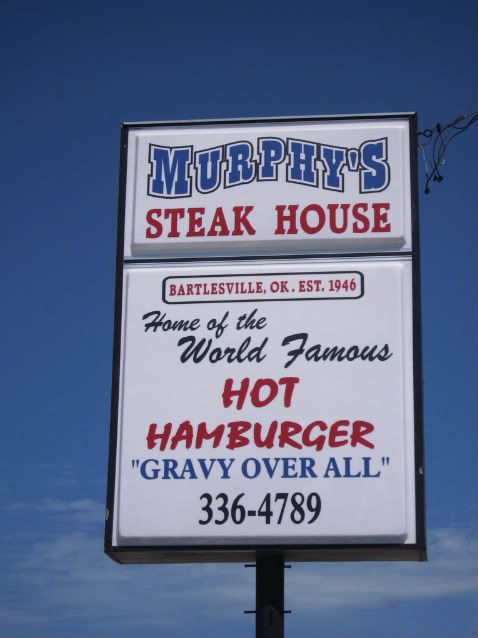 MURPHY'S
STEAK HOUSE
BARTLESVILLE, OK. EST. 1946
Home of the
World Famous
HOT
HAMBURGER
"GRAVY OVER ALL"
336-4789